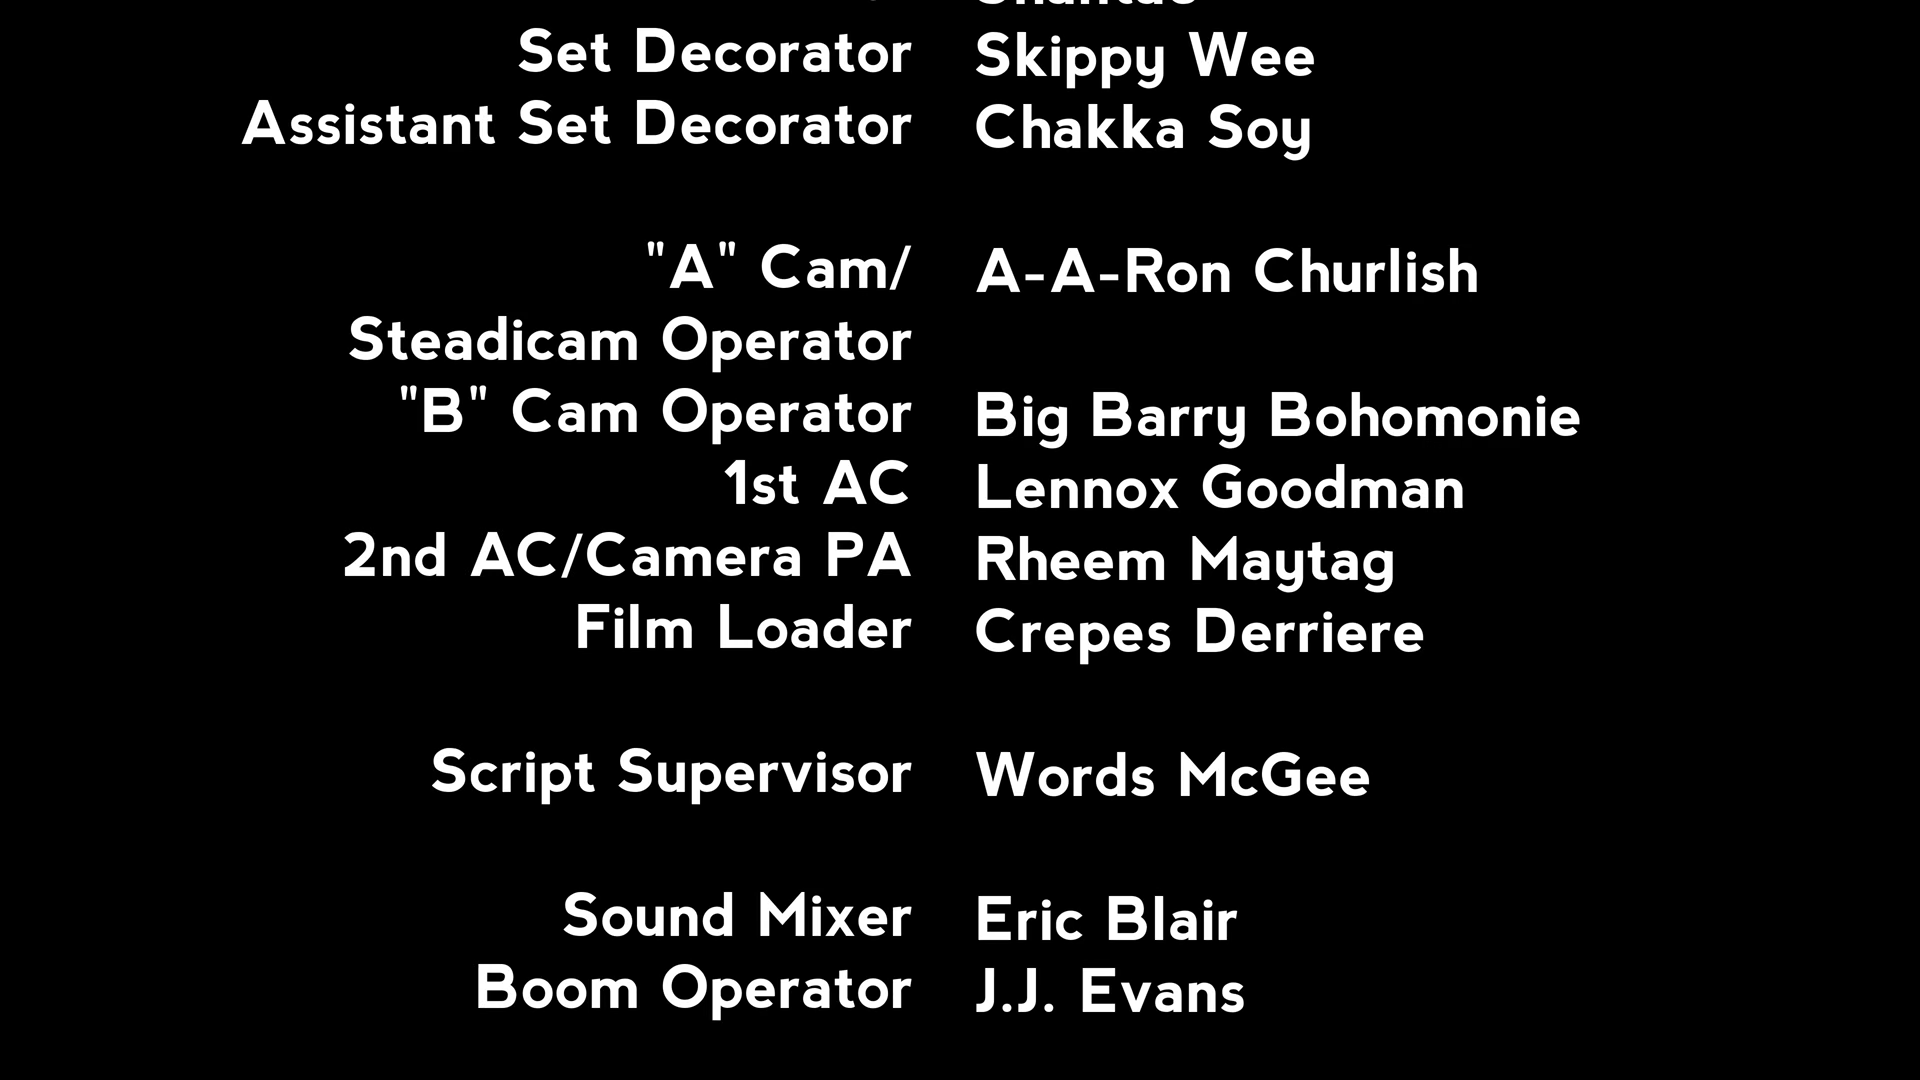 Set Decorator Skippy Wee
Assistant Set Decorator Chakka Soy
"A" Cam/ A-A-Ron Churlish
Steadicam Operator
"B" Cam Operator Big Barry Bohomonie
1st AC Lennox Goodman
2nd AC/Camera PA Rheem Maytag
Film Loader Crepes Derriere
Script Supervisor Words McGee
Sound Mixer Eric Blair
Boom Operator J.J. Evans